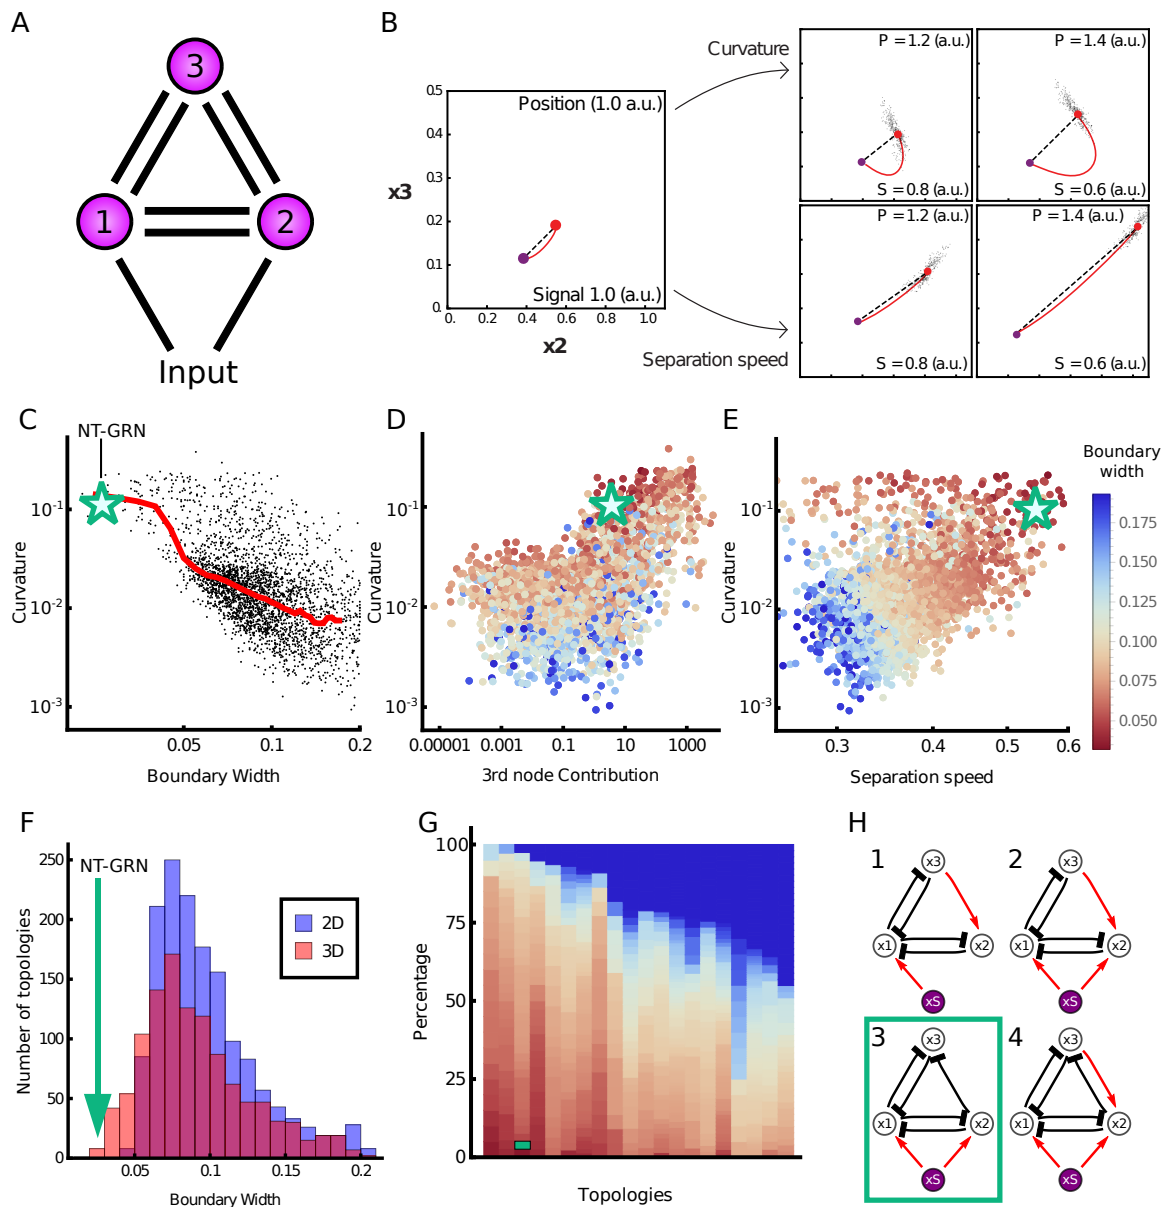 A
3
1
2
Input
B
Curvature
Separation speed
Position (1.0 a.u.)
Signal 1.0 (a.u.)
x3
x2
0.5
0.4
0.3
0.2
0.1
0.
0.
0.2
0.4
0.6
0.8
1.0
P = 1.2 (a.u.)
S = 0.8 (a.u.)
P = 1.4 (a.u.)
S = 0.6 (a.u.)
P = 1.2 (a.u.)
S = 0.8 (a.u.)
P = 1.4 (a.u.)
S = 0.6 (a.u.)
C
NT-GRN
Curvature
10-1
10-2
10-3
0.05
0.1
0.2
Boundary Width
D
Curvature
10-1
10-2
10-3
0.00001
0.001
0.1
10
1000
3rd node Contribution
E
Curvature
10-1
10-2
10-3
0.3
0.4
0.5
0.6
Separation speed
Boundary
width
0.175
0.150
0.125
0.100
0.075
0.050
F
NT-GRN
Number of topologies
250
200
150
100
50
0
0.05
0.1
0.15
0.2
Boundary Width
2D
3D
G
Percentage
100
75
50
25
0
Topologies
H
1
x3
x1
x2
xS
2
x3
x1
x2
xS
3
x3
x1
x2
xS
4
x3
x1
x2
xS